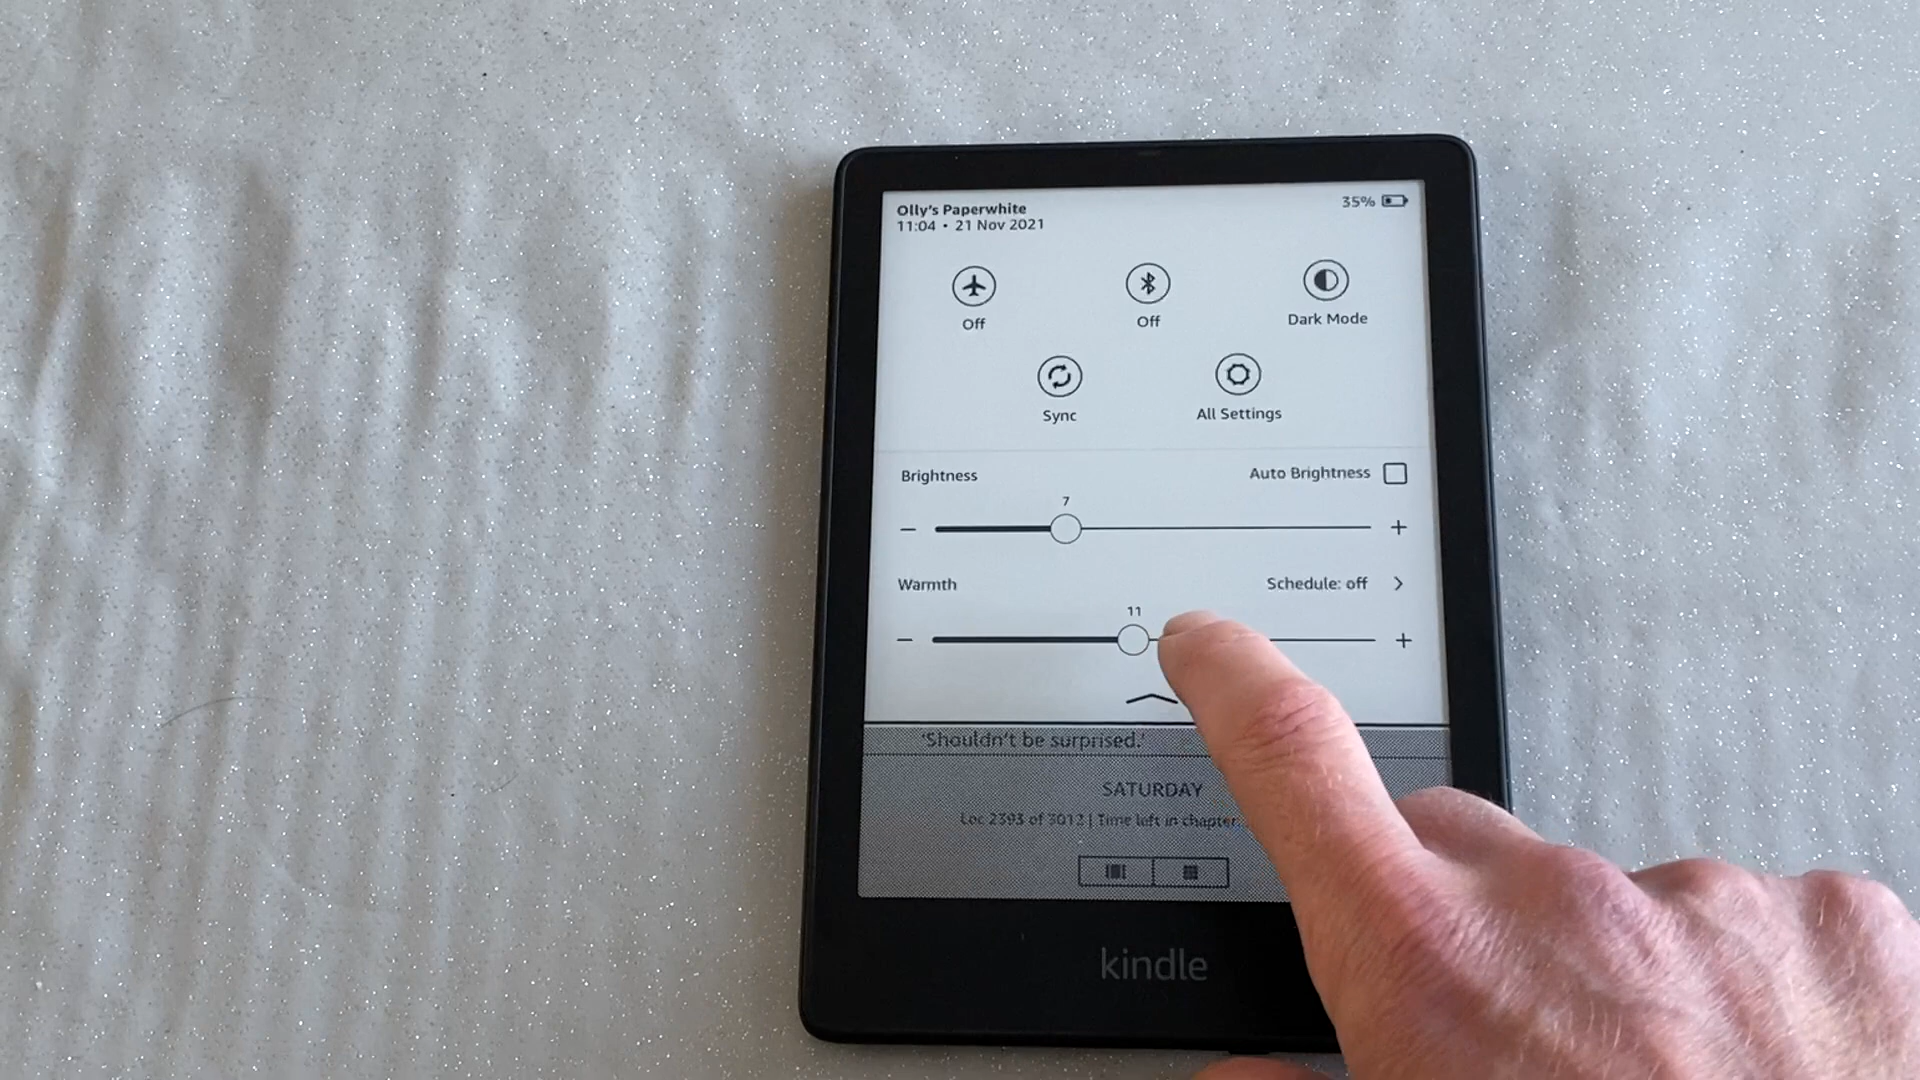 Olly's Paperwhite
35%
11:04 • 21 Nov 2021
Off
Off
Dark Mode
Sync
All Settings
Brightness
Auto Brightness
7
− +
Warmth
Schedule: off >
11
− +
'Shouldn't be surprised.'
SATURDAY
Loc 2393 of 3012 | Time left in chapter
kindle